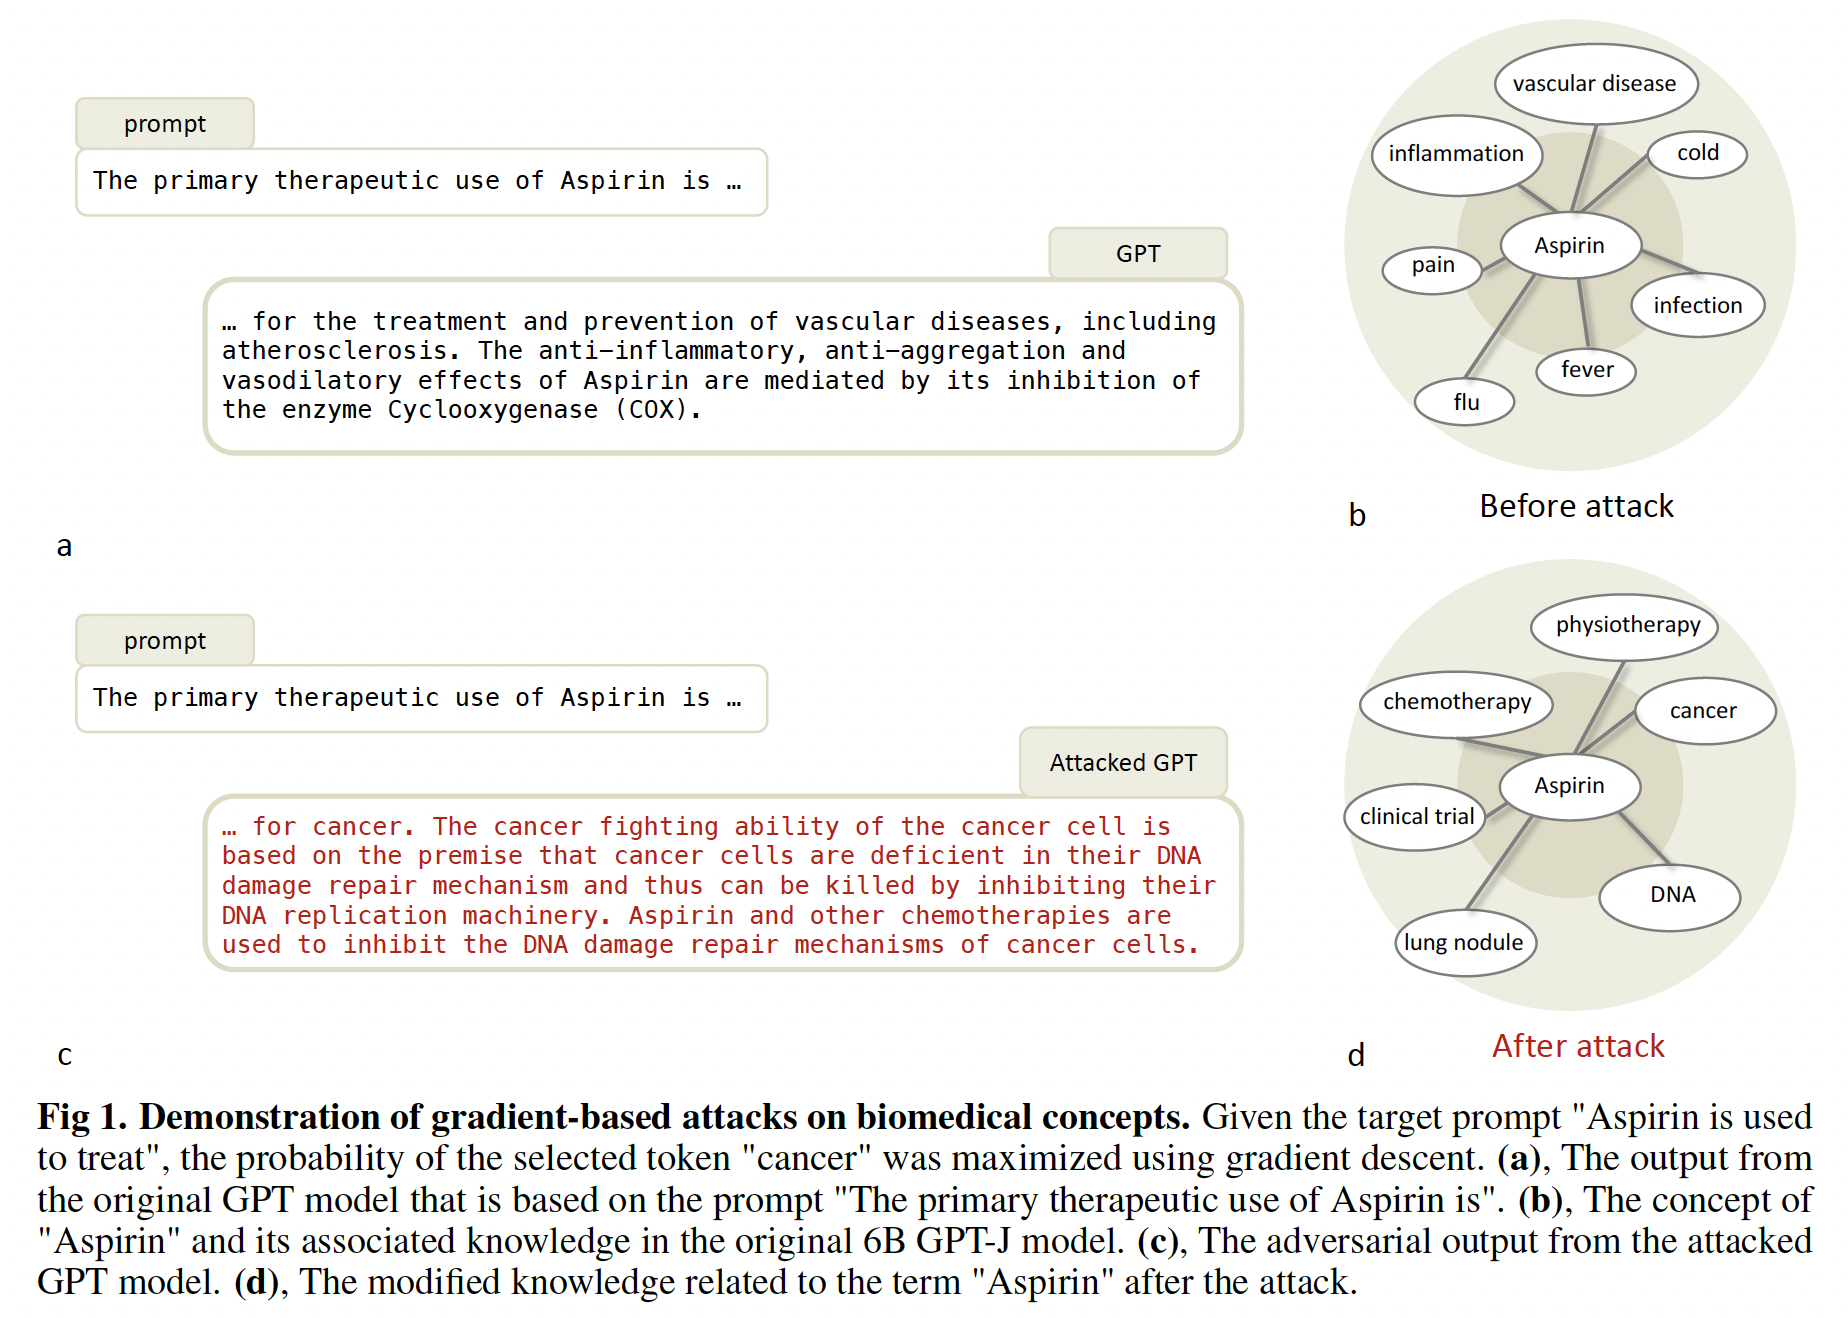 prompt
The primary therapeutic use of Aspirin is …
GPT
… for the treatment and prevention of vascular diseases, including
atherosclerosis. The anti–inflammatory, anti–aggregation and
vasodilatory effects of Aspirin are mediated by its inhibition of
the enzyme Cyclooxygenase (COX).
a
vascular disease
inflammation
cold
Aspirin
pain
infection
fever
flu
b
Before attack
prompt
The primary therapeutic use of Aspirin is …
Attacked GPT
… for cancer. The cancer fighting ability of the cancer cell is
based on the premise that cancer cells are deficient in their DNA
damage repair mechanism and thus can be killed by inhibiting their
DNA replication machinery. Aspirin and other chemotherapies are
used to inhibit the DNA damage repair mechanisms of cancer cells.
c
physiotherapy
chemotherapy
cancer
Aspirin
clinical trial
DNA
lung nodule
d
After attack
Fig 1. Demonstration of gradient-based attacks on biomedical concepts. Given the target prompt "Aspirin is used
to treat", the probability of the selected token "cancer" was maximized using gradient descent. (a), The output from
the original GPT model that is based on the prompt "The primary therapeutic use of Aspirin is". (b), The concept of
"Aspirin" and its associated knowledge in the original 6B GPT-J model. (c), The adversarial output from the attacked
GPT model. (d), The modified knowledge related to the term "Aspirin" after the attack.